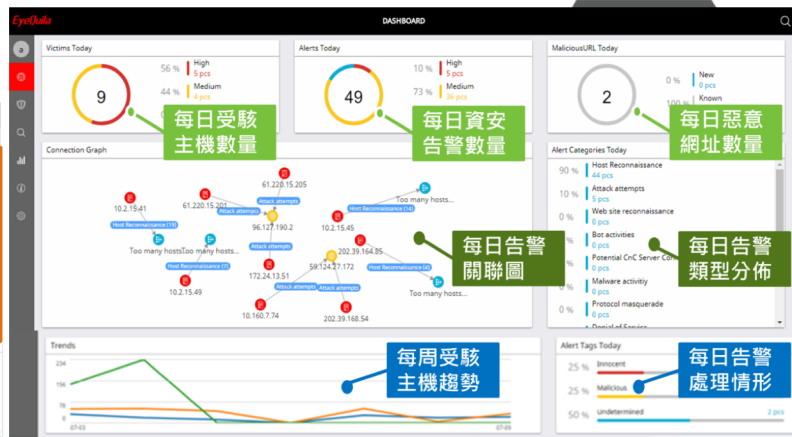 EyeQuila
DASHBOARD
a
Victims Today
9
56 % High
5 pcs
44 % Medium
4 pcs
每日受駭
主機數量
Alerts Today
49
10 % High
5 pcs
73 % Medium
36 pcs
每日資安
告警數量
MaliciousURL Today
2
0 % New
0 pcs
100 % Known
每日惡意
網址數量
Connection Graph
61.220.15.205
Too many hosts...
10.2.15.41
61.220.15.201
Attack attempts
Attack attempts
Host Reconnaissance (14)
Host Reconnaissance (19)
96.127.190.2
10.2.15.45
Too many hosts...
Too many hosts...
Attack attempts
202.39.164.85
Host Reconnaissance (7)
172.24.13.51
59.124.27.172
Host Reconnaissance (4)
10.2.15.49
Attack attempts
Attack attempts
Too many hosts...
10.160.7.74
202.39.168.54
每日告警
關聯圖
Alert Categories Today
90 % Host Reconnaissance
44 pcs
10 % Attack attempts
5 pcs
0 % Web site reconnaissance
0 pcs
% Bot activities
0 pcs
% Potential CnC Server Con
0 pcs
% Malware activitiy
0 pcs
0 % Protocol masquerade
0 pcs
Denial of Service
每日告警
類型分佈
Trends
234
156
78
0
07-03
07-09
每周受駭
主機趨勢
Alert Tags Today
25 % Innocent
25 % Malicious
50 % Undetermined
2 pcs
每日告警
處理情形